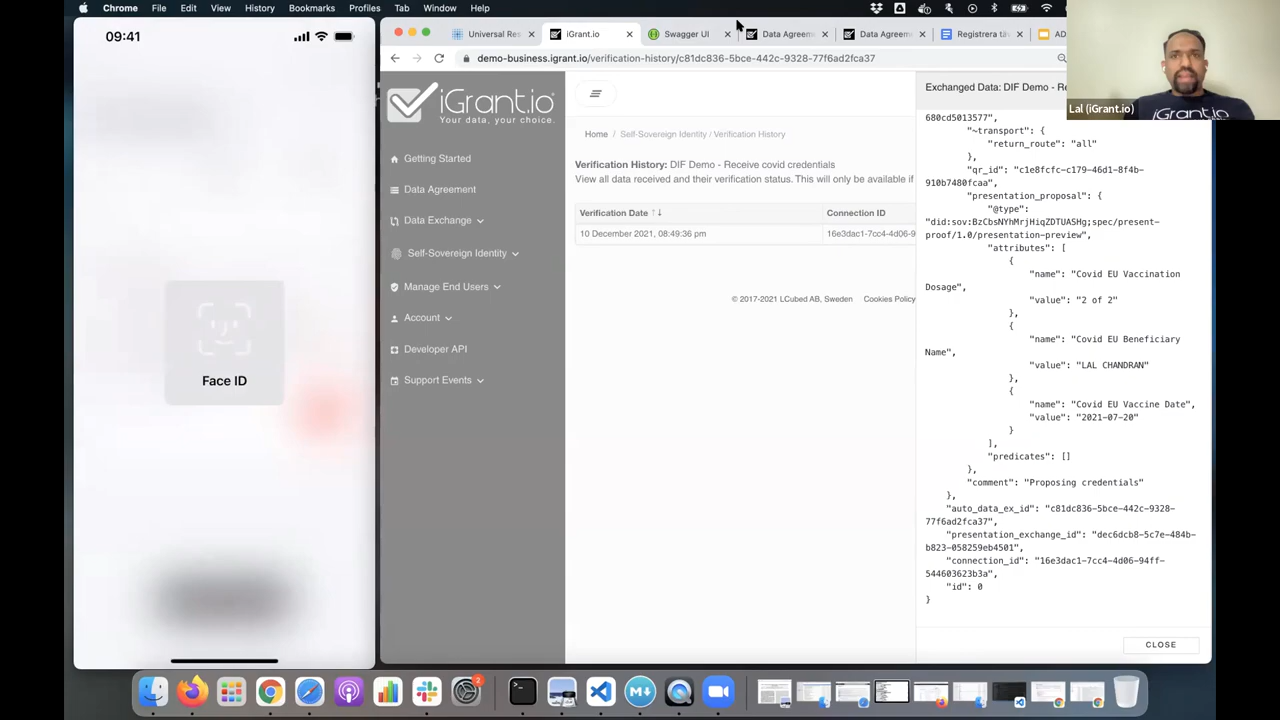 Chrome File Edit View History Bookmarks Profiles Tab Window Help
09:41
Face ID
Universal Res
iGrant.io
Swagger UI
Data Agreem
Data Agreem
Registrera tä
AD
demo-business.igrant.io/verification-history/c81dc836-5bce-442c-9328-77f6ad2fca37
iGrant.io
Your data, your choice.
Getting Started
Data Agreement
Data Exchange
Self-Sovereign Identity
Manage End Users
Account
Developer API
Support Events
Home / Self-Sovereign Identity / Verification History
Verification History: DIF Demo - Receive covid credentials
View all data received and their verification status. This will only be available if
Verification Date Connection ID
10 December 2021, 08:49:36 pm 16e3dac1-7cc4-4d06-9
© 2017-2021 LCubed AB, Sweden Cookies Policy
Exchanged Data: DIF Demo - Re
680cd5013577"
"~transport": {
"return_route": "all"
},
"qr_id": "c1e8fcfc-c179-46d1-8f4b-
910b7480fcaa",
"presentation_proposal": {
"@type":
"did:sov:BzCbsNYhMrjHiqZDTUASHg;spec/present-
proof/1.0/presentation-preview",
"attributes": [
{
"name": "Covid EU Vaccination
Dosage",
"value": "2 of 2"
},
{
"name": "Covid EU Beneficiary
Name",
"value": "LAL CHANDRAN"
},
{
"name": "Covid EU Vaccine Date",
"value": "2021-07-20"
}
],
"predicates": []
},
"comment": "Proposing credentials"
},
"auto_data_ex_id": "c81dc836-5bce-442c-9328-
77f6ad2fca37",
"presentation_exchange_id": "dec6dcb8-5c7e-484b-
b823-058259eb4501",
"connection_id": "16e3dac1-7cc4-4d06-94ff-
544603623b3a",
"id": 0
}
CLOSE
Lal (iGrant.io)
iGrant.io
2